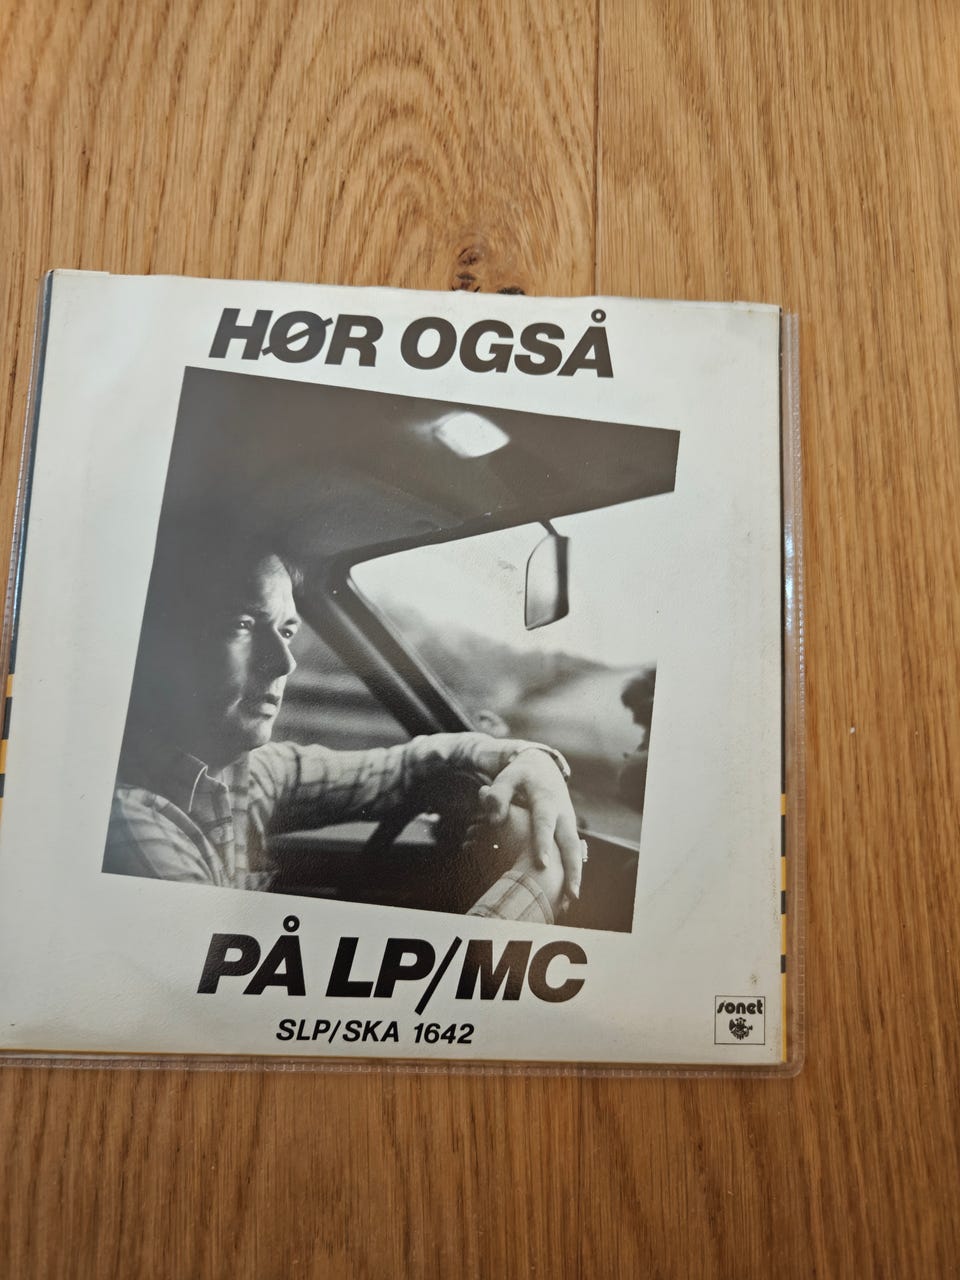 HØR OGSÅ
PÅ LP/MC
SLP/SKA 1642
sonet